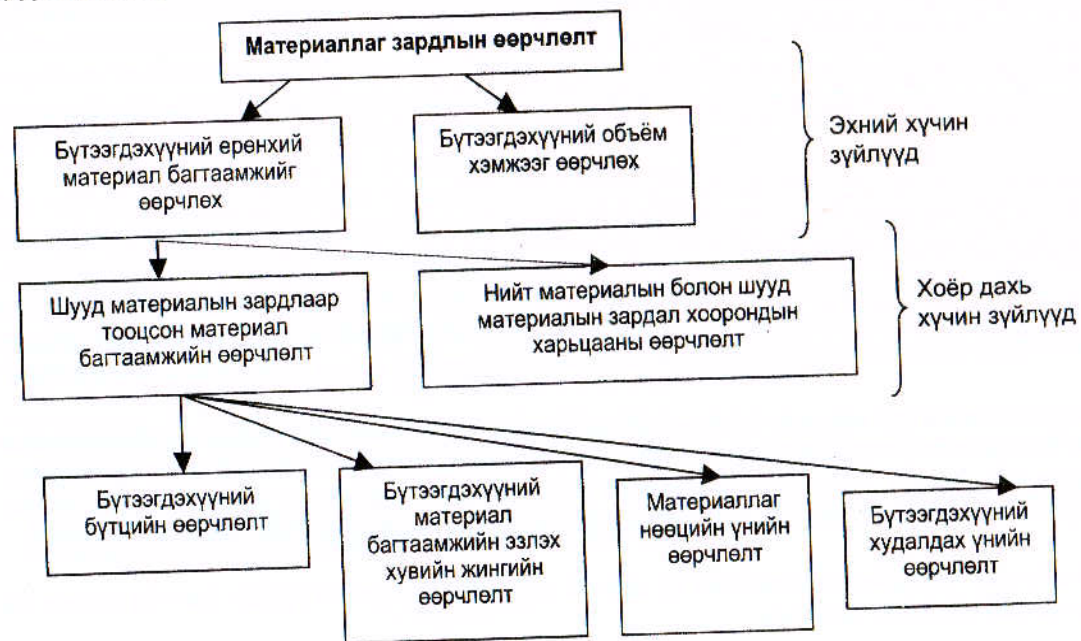 Материаллаг зардлын өөрчлөлт
Бүтээгдэхүүний ерөнхий
материал багтаамжийг
өөрчлөх
Бүтээгдэхүүний объём
хэмжээг өөрчлөх
Эхний хүчин
зүйлүүд
Шууд материалын зардлаар
тооцсон материал
багтаамжийн өөрчлөлт
Нийт материалын болон шууд
материалын зардал хоорондын
харьцааны өөрчлөлт
Хоёр дахь
хүчин зүйлүүд
Бүтээгдэхүүний
бүтцийн өөрчлөлт
Бүтээгдэхүүний
материал
багтаамжийн эзлэх
хувийн жингийн
өөрчлөлт
Материаллаг
нөөцийн үнийн
өөрчлөлт
Бүтээгдэхүүний
худалдах үнийн
өөрчлөлт